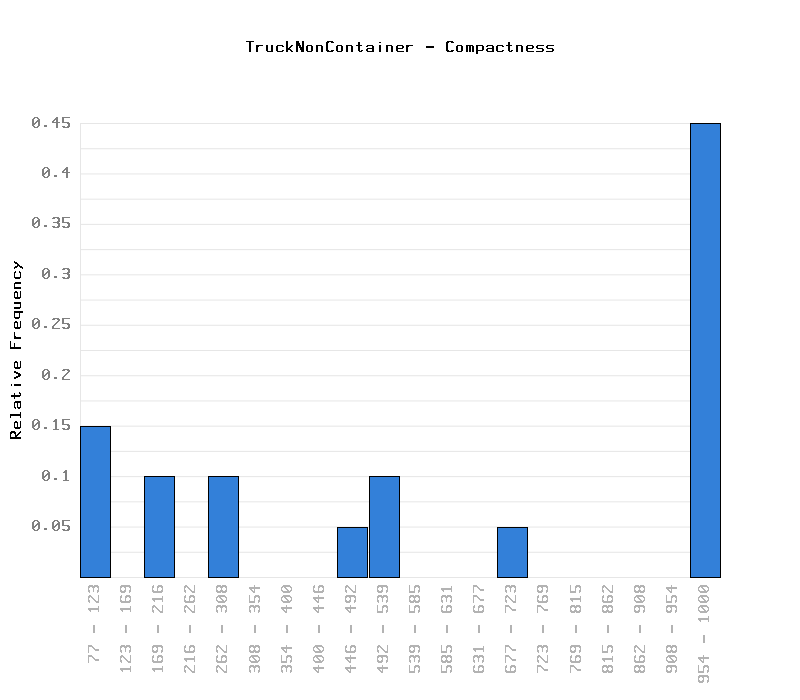 TruckNonContainer - Compactness
Relative Frequency
0.45
0.4
0.35
0.3
0.25
0.2
0.15
0.1
0.05
77 - 123
123 - 169
169 - 216
216 - 262
262 - 308
308 - 354
354 - 400
400 - 446
446 - 492
492 - 539
539 - 585
585 - 631
631 - 677
677 - 723
723 - 769
769 - 815
815 - 862
862 - 908
908 - 954
954 - 1000